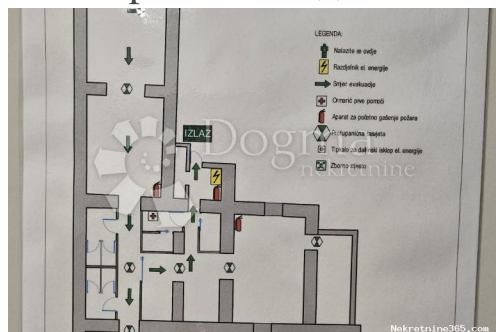 LEGENDA:
Nalazite se ovdje
Razdjelnik el. energije
Smjer evakuacije
Ormarić prve pomoći
Aparat za početno gašenje požara
IZLAZ
Protupanična rasvjeta
Dogma
nekretnine
Tipkalo za daljinski isklop el. energije
Zborno mjesto
Nekretnine365.com